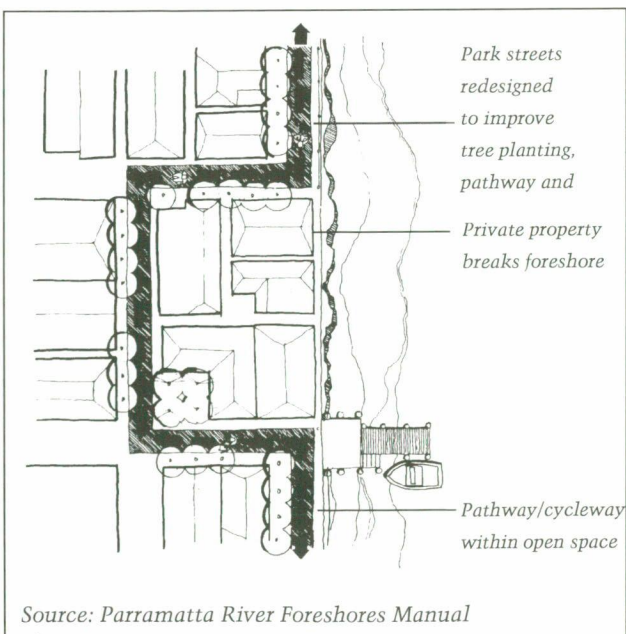 Park streets
redesigned
to improve
tree planting,
pathway and
Private property
breaks foreshore
Pathway/cycleway
within open space
Source: Parramatta River Foreshores Manual